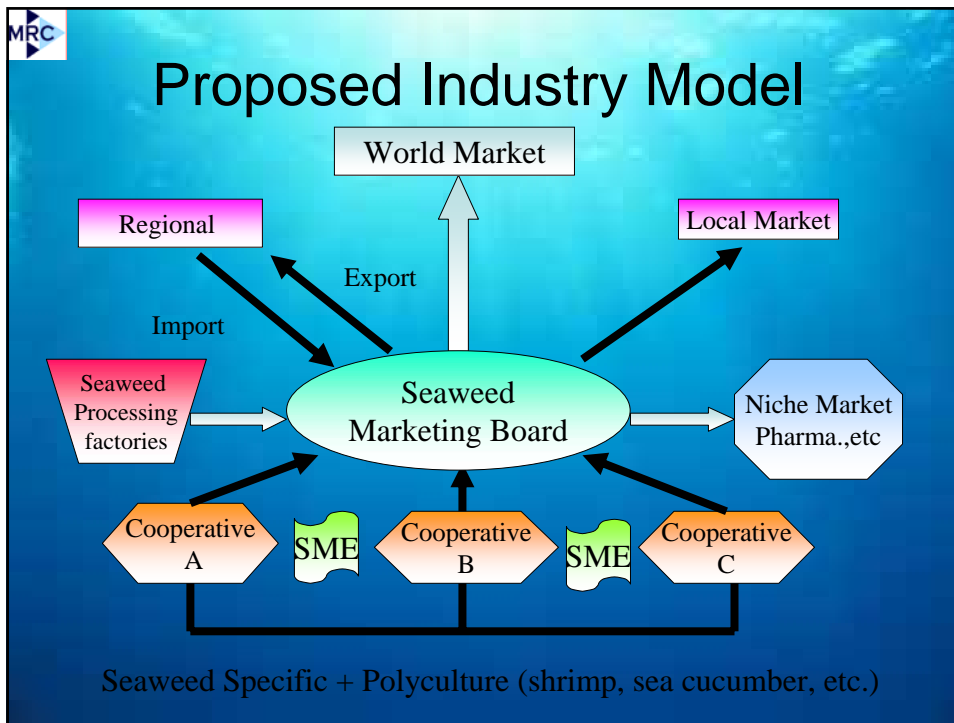 MRC
Proposed Industry Model
World Market
Regional
Local Market
Export
Import
Seaweed
Processing
factories
Seaweed
Marketing Board
Niche Market
Pharma.,etc
Cooperative
A
SME
Cooperative
B
SME
Cooperative
C
Seaweed Specific + Polyculture (shrimp, sea cucumber, etc.)